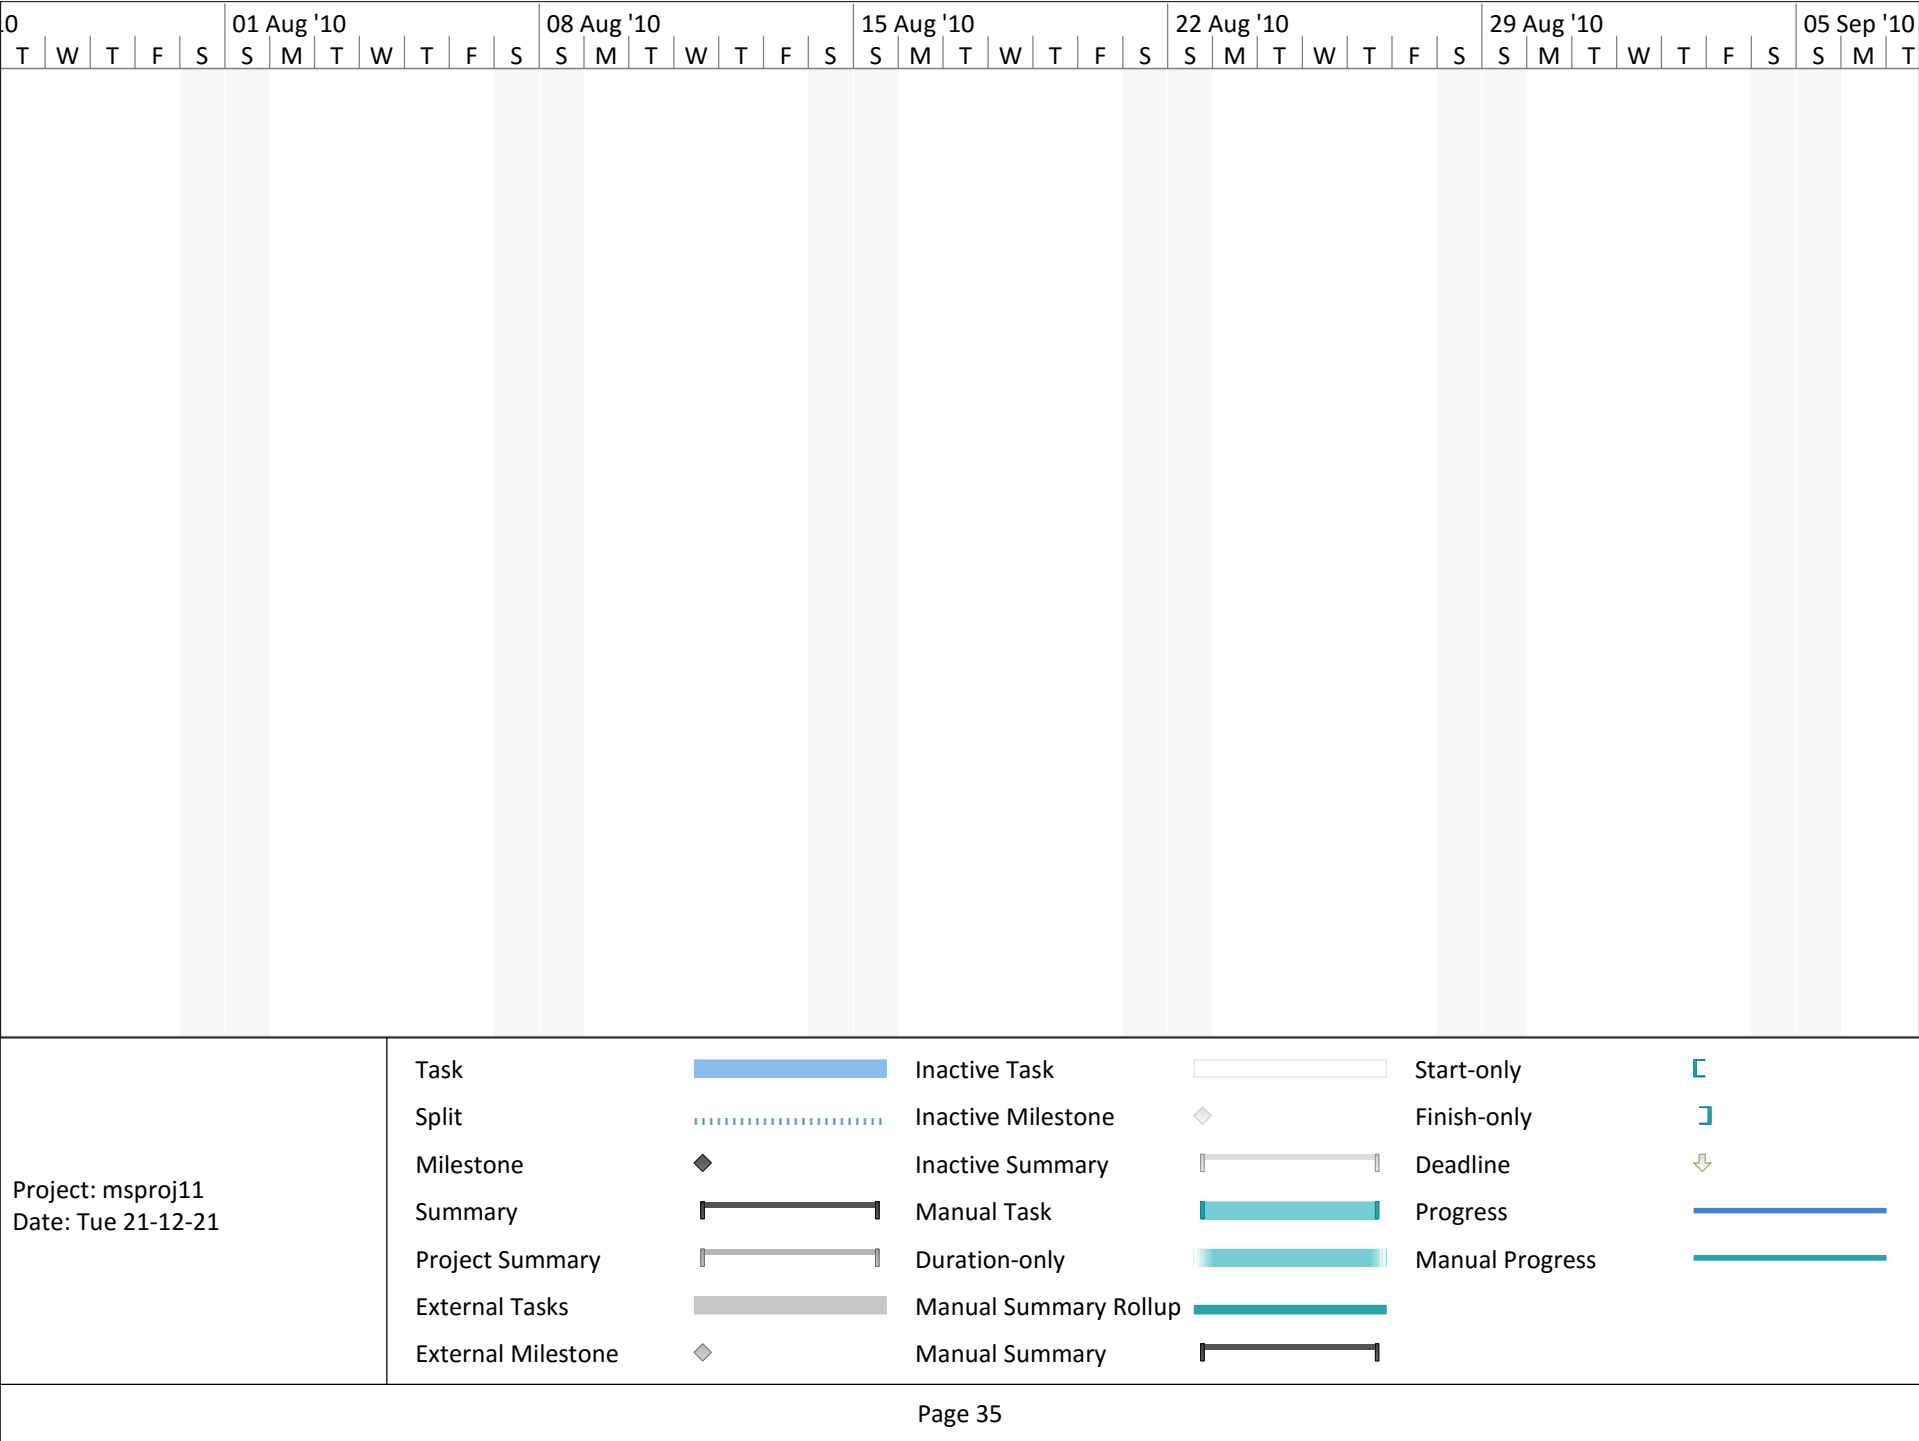 10 01 Aug '10 08 Aug '10 15 Aug '10 22 Aug '10 29 Aug '10 05 Sep '10
T W T F S S M T W T F S S M T W T F S S M T W T F S S M T W T F S S M T W T F S S M T
Task Inactive Task Start-only
Split Inactive Milestone Finish-only
Milestone Inactive Summary Deadline
Project: msproj11
Date: Tue 21-12-21
Summary Manual Task Progress
Project Summary Duration-only Manual Progress
External Tasks Manual Summary Rollup
External Milestone Manual Summary
Page 35